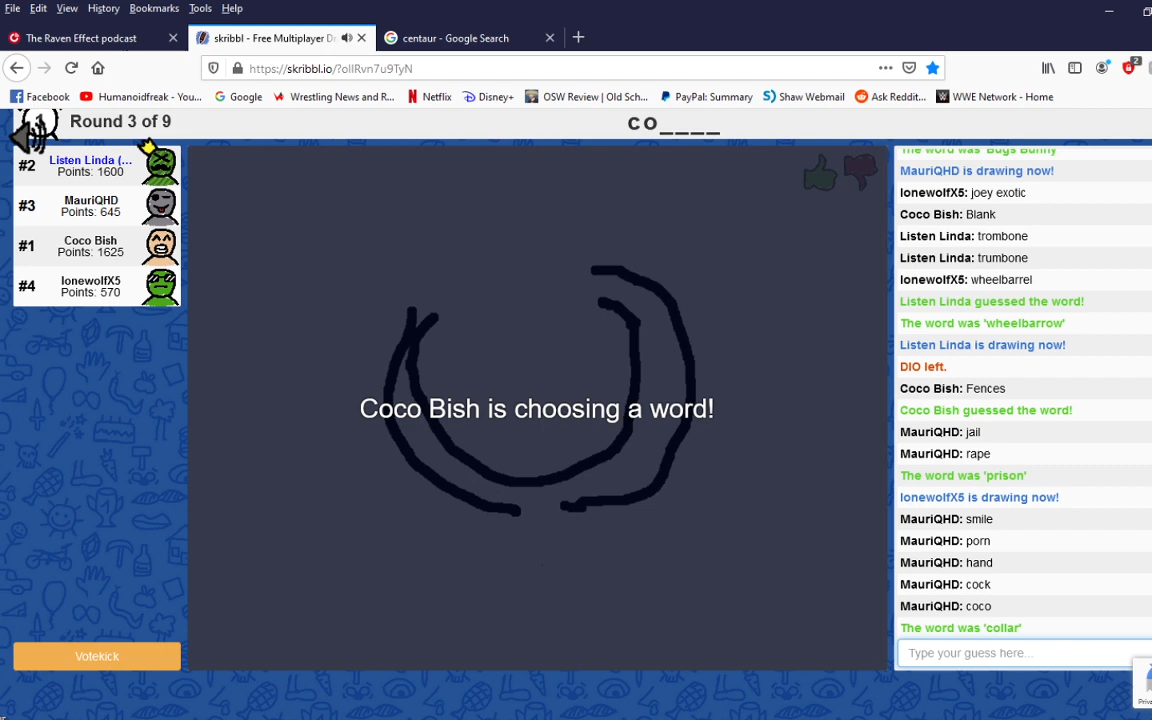 File Edit View History Bookmarks Tools Help
The Raven Effect podcast
skribbl - Free Multiplayer Dr
centaur - Google Search
https://skribbl.io/?olIRvn7u9TyN
2
Facebook
Humanoidfreak - You...
Google
Wrestling News and R...
Netflix
Disney+
OSW Review | Old Sch...
PayPal: Summary
Shaw Webmail
Ask Reddit...
WWE Network - Home
Round 3 of 9
co____
#2 Listen Linda (...
Points: 1600
#3 MauriQHD
Points: 645
#1 Coco Bish
Points: 1625
#4 lonewolfX5
Points: 570
Votekick
Coco Bish is choosing a word!
The word was 'Bugs Bunny'
MauriQHD is drawing now!
lonewolfX5: joey exotic
Coco Bish: Blank
Listen Linda: trombone
Listen Linda: trumbone
lonewolfX5: wheelbarrel
Listen Linda guessed the word!
The word was 'wheelbarrow'
Listen Linda is drawing now!
DIO left.
Coco Bish: Fences
Coco Bish guessed the word!
MauriQHD: jail
MauriQHD: rape
The word was 'prison'
lonewolfX5 is drawing now!
MauriQHD: smile
MauriQHD: porn
MauriQHD: hand
MauriQHD: cock
MauriQHD: coco
The word was 'collar'
Type your guess here...